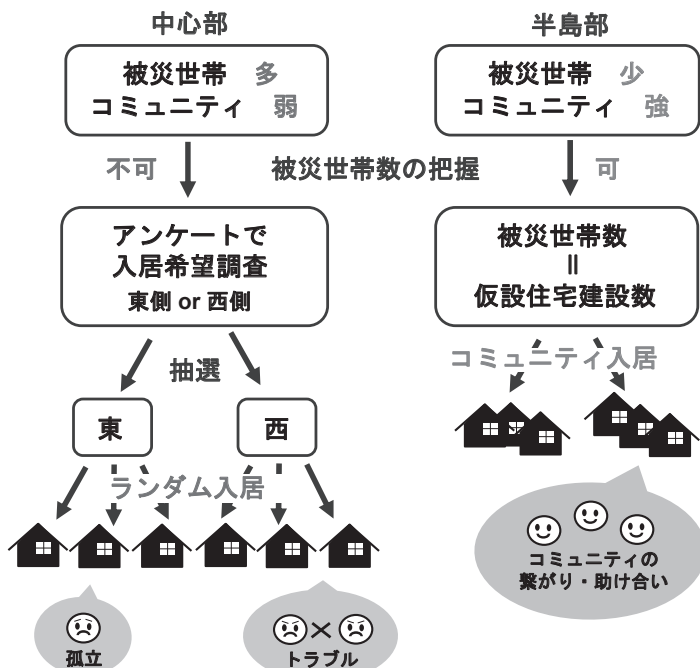 中心部
半島部
被災世帯 多
コミュニティ 弱
被災世帯 少
コミュニティ 強
不可
被災世帯数の把握
可
アンケートで
入居希望調査
東側 or 西側
被災世帯数
॥
仮設住宅建設数
抽選
コミュニティ入居
東
西
ランダム入居
コミュニティの
繋がり・助け合い
孤立
×
トラブル